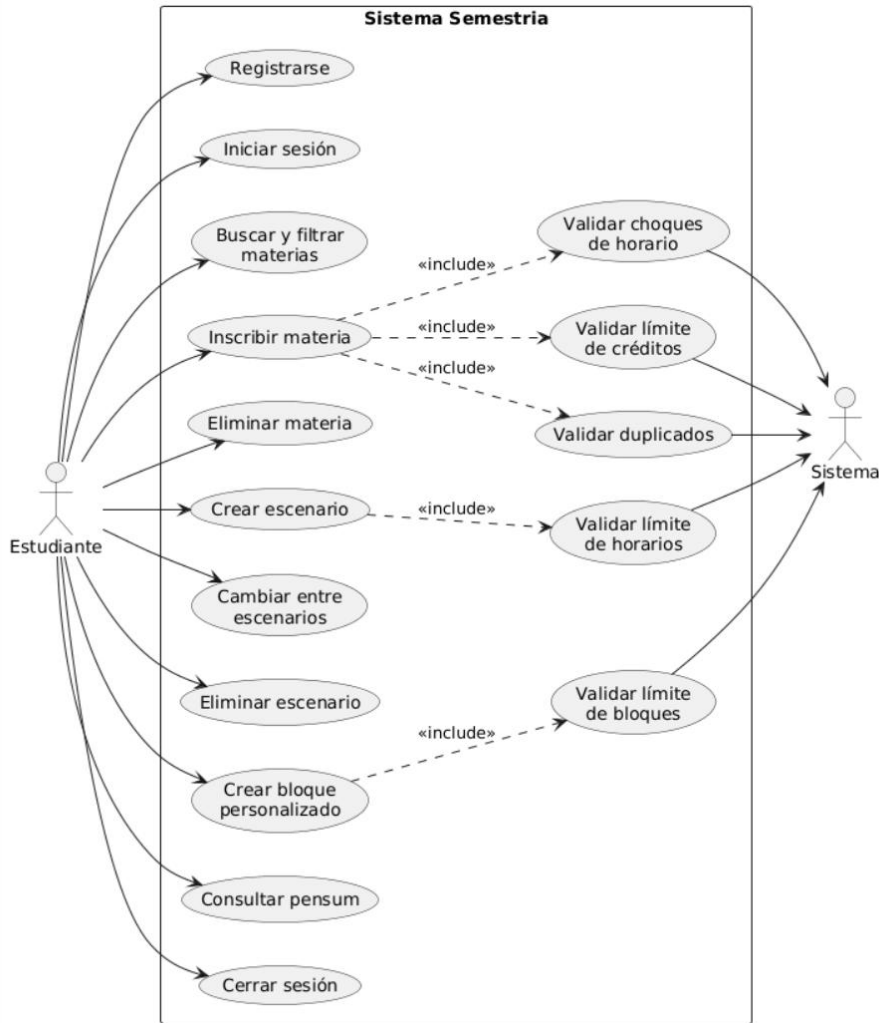 Sistema Semestria
Registrarse
Iniciar sesión
Buscar y filtrar
materias
Validar choques
de horario
«include»
Inscribir materia
«include»
Validar límite
de créditos
«include»
Eliminar materia
Validar duplicados
Sistema
Estudiante
Crear escenario
«include»
Validar límite
de horarios
Cambiar entre
escenarios
Eliminar escenario
Validar límite
de bloques
«include»
Crear bloque
personalizado
Consultar pensum
Cerrar sesión